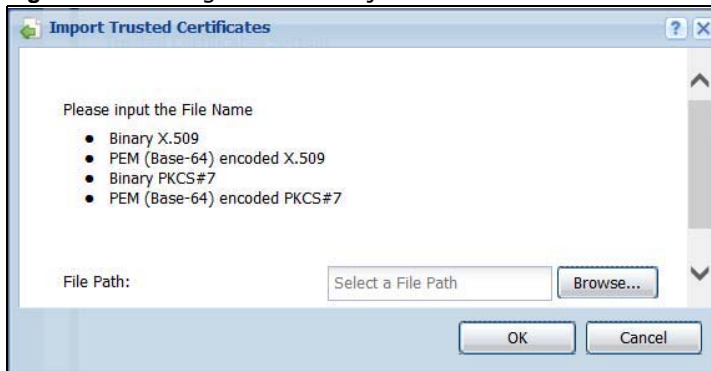 Import Trusted Certificates
Please input the File Name
● Binary X.509
● PEM (Base-64) encoded X.509
● Binary PKCS#7
● PEM (Base-64) encoded PKCS#7
File Path: Select a File Path Browse...
OK Cancel